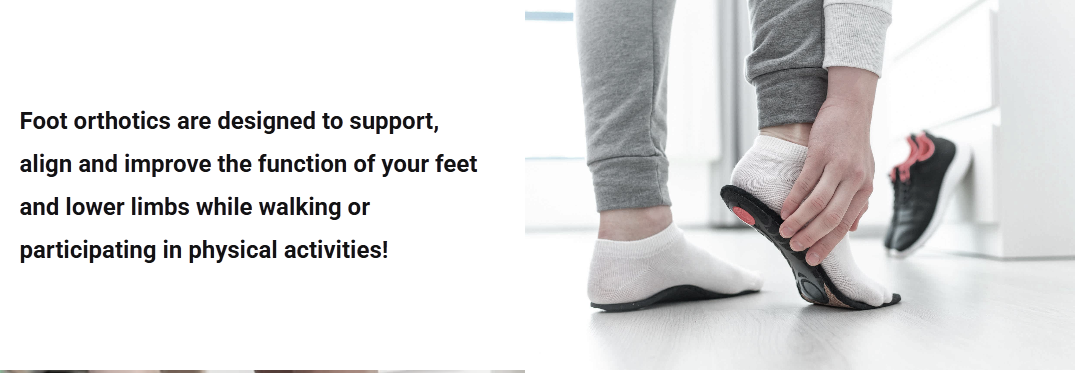 Foot orthotics are designed to support,
align and improve the function of your feet
and lower limbs while walking or
participating in physical activities!